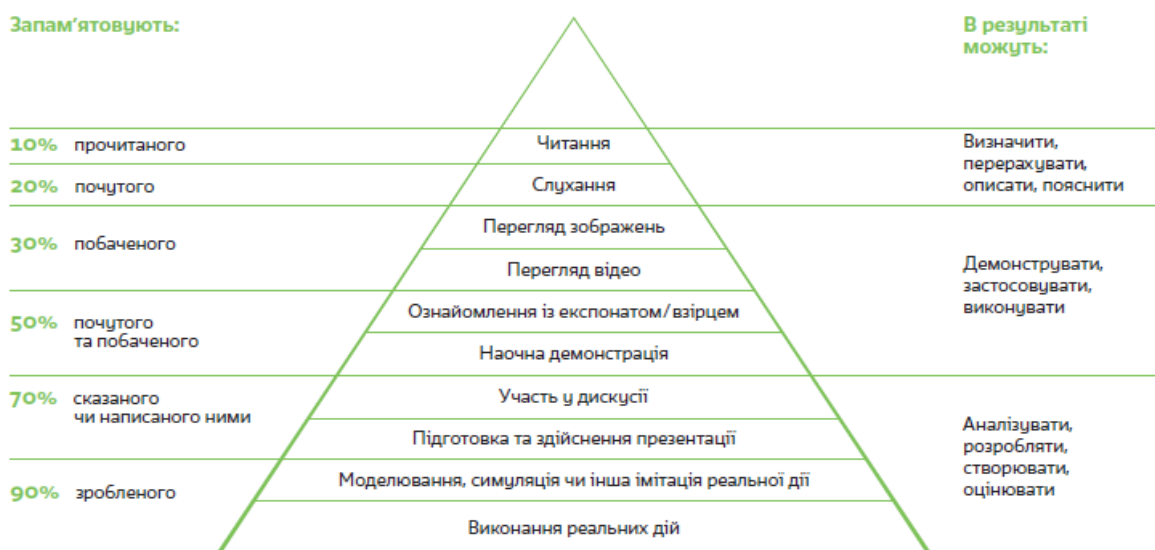 Запам’ятовують:
В результаті
можуть:
10% прочитаного
Читання
Визначити,
перерахувати,
описати, пояснити
20% почутого
Слухання
30% побаченого
Перегляд зображень
Перегляд відео
Демонструвати,
застосовувати,
виконувати
50% почутого
та побаченого
Ознайомлення із експонатом/взірцем
Наочна демонстрація
70% сказаного
чи написаного ними
Участь у дискусії
Підготовка та здійснення презентації
Аналізувати,
розробляти,
створювати,
оцінювати
90% зробленого
Моделювання, симуляція чи інша імітація реальної дії
Виконання реальних дій